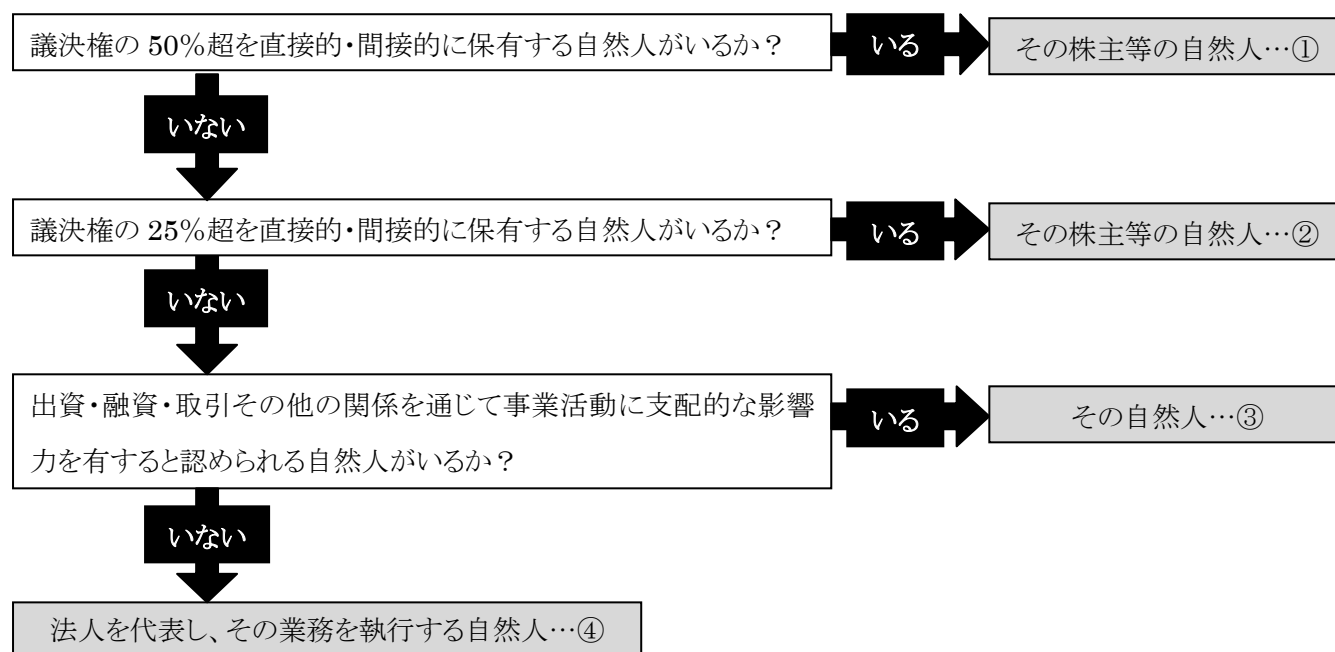 議決権の 50%超を直接的・間接的に保有する自然人がいるか？
いる
その株主等の自然人…①
いない
議決権の 25%超を直接的・間接的に保有する自然人がいるか？
いる
その株主等の自然人…②
いない
出資・融資・取引その他の関係を通じて事業活動に支配的な影響
力を有すると認められる自然人がいるか？
いる
その自然人…③
いない
法人を代表し、その業務を執行する自然人…④